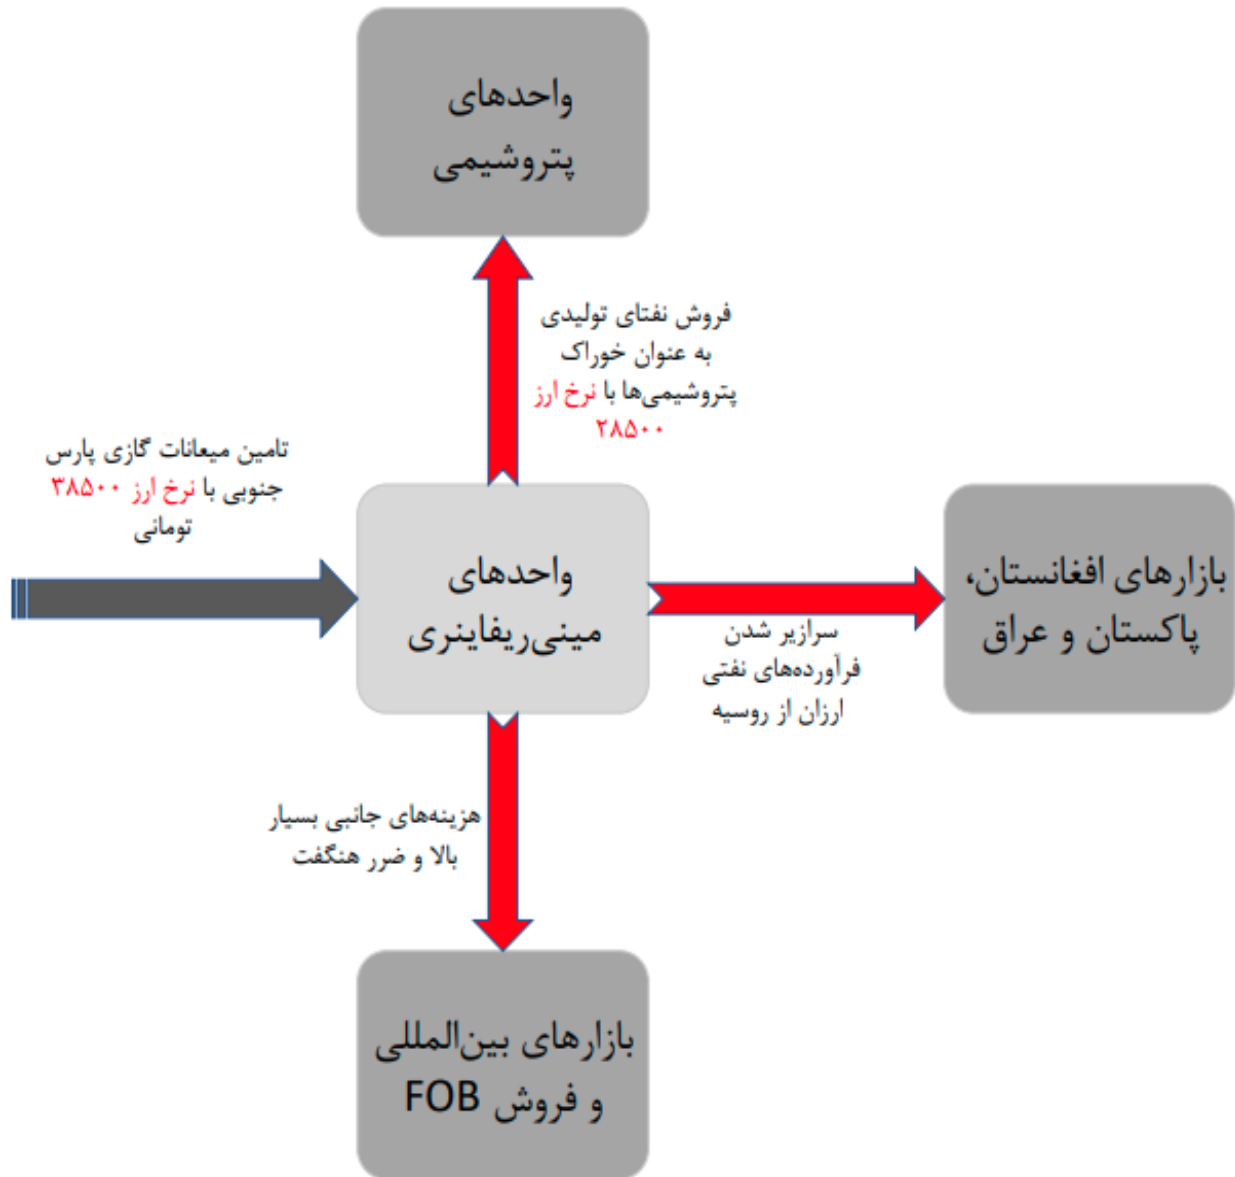 واحدهای
پتروشیمی
فروش نفتای تولیدی
به عنوان خوراک
پتروشیمی‌ها با نرخ ارز
۲۸۵۰۰
تامین میعانات گازی پارس
جنوبی با نرخ ارز ۳۸۵۰۰
تومانی
واحدهای
مینی‌ریفاینری
بازارهای افغانستان،
پاکستان و عراق
سرازیر شدن
فرآورده‌های نفتی
ارزان از روسیه
هزینه‌های جانبی بسیار
بالا و ضرر هنگفت
بازارهای بین‌المللی
و فروش FOB